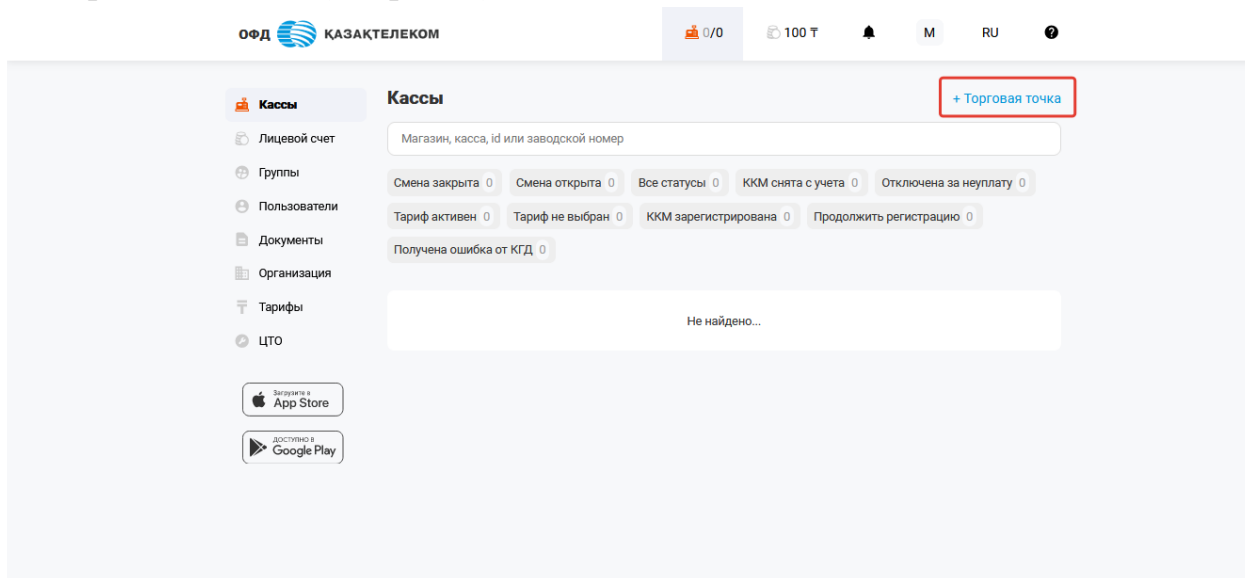 ОФД ҚАЗАҚТЕЛЕКОМ 0/0 100 ₸ М RU ?
Кассы
Лицевой счет
Группы
Пользователи
Документы
Организация
Тарифы
ЦТО
Загрузите в
App Store
ДОСТУПНО В
Google Play
Кассы + Торговая точка
Магазин, касса, id или заводской номер
Смена закрыта 0 Смена открыта 0 Все статусы 0 ККМ снята с учета 0 Отключена за неуплату 0
Тариф активен 0 Тариф не выбран 0 ККМ зарегистрирована 0 Продолжить регистрацию 0
Получена ошибка от КГД 0
Не найдено...